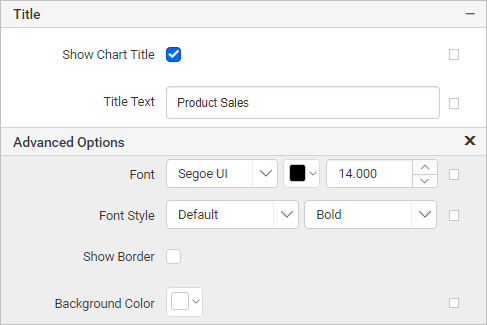 Title
Show Chart Title
Title Text Product Sales
Advanced Options
Font Segoe UI 14.000
Font Style Default Bold
Show Border
Background Color